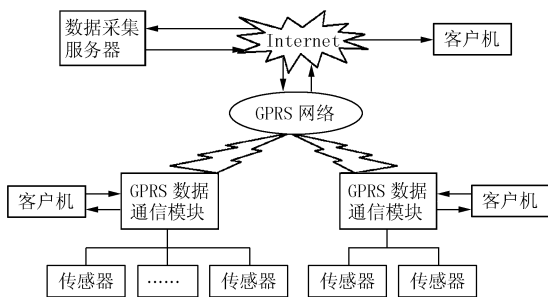 数据采集
服务器
Internet
客户机
GPRS 网络
客户机
GPRS 数据
通信模块
GPRS 数据
通信模块
客户机
传感器
……
传感器
传感器
传感器